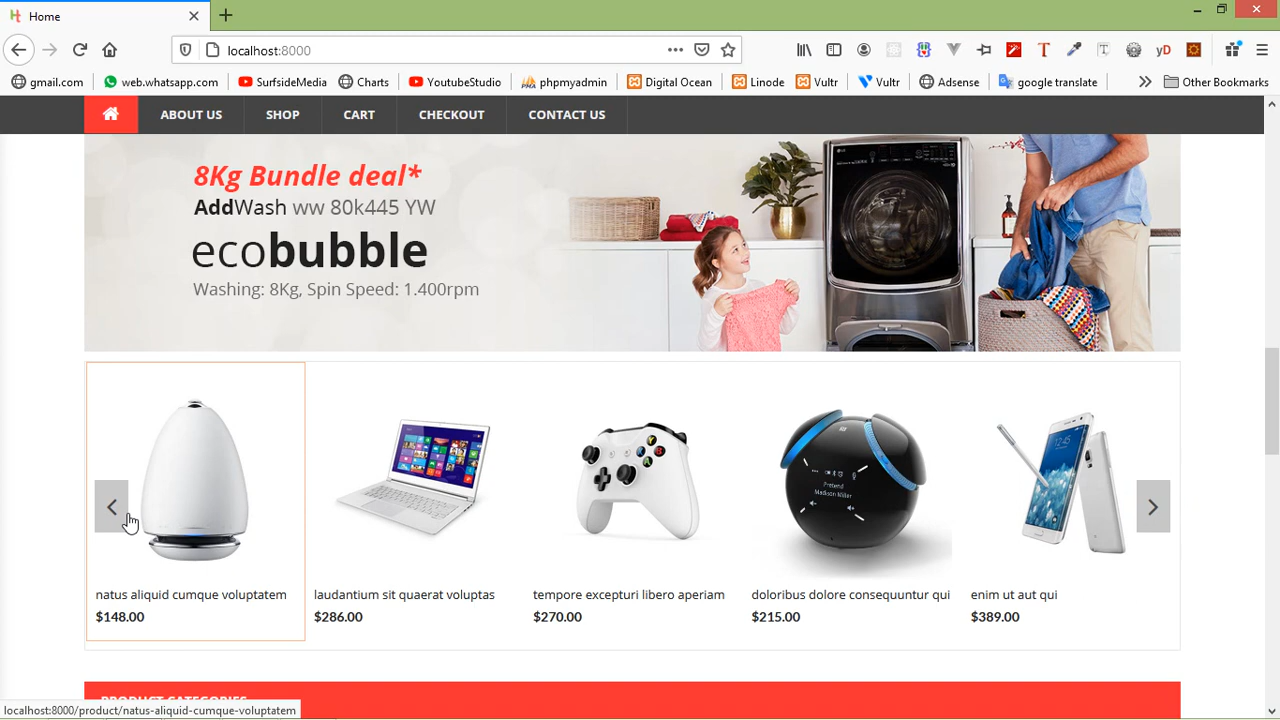 Home
localhost:8000
gmail.com
web.whatsapp.com
SurfsideMedia
Charts
YoutubeStudio
phpmyadmin
Digital Ocean
Linode
Vultr
Vultr
Adsense
google translate
Other Bookmarks
ABOUT US
SHOP
CART
CHECKOUT
CONTACT US
8Kg Bundle deal*
AddWash ww 80k445 YW
ecobubble
Washing: 8Kg, Spin Speed: 1.400rpm
Pretend
Madison Miller
natus aliquid cumque voluptatem
laudantium sit quaerat voluptas
tempore excepturi libero aperiam
doloribus dolore consequuntur qui
enim ut aut qui
$148.00
$286.00
$270.00
$215.00
$389.00
PRODUCT CATEGORIES
localhost:8000/product/natus-aliquid-cumque-voluptatem